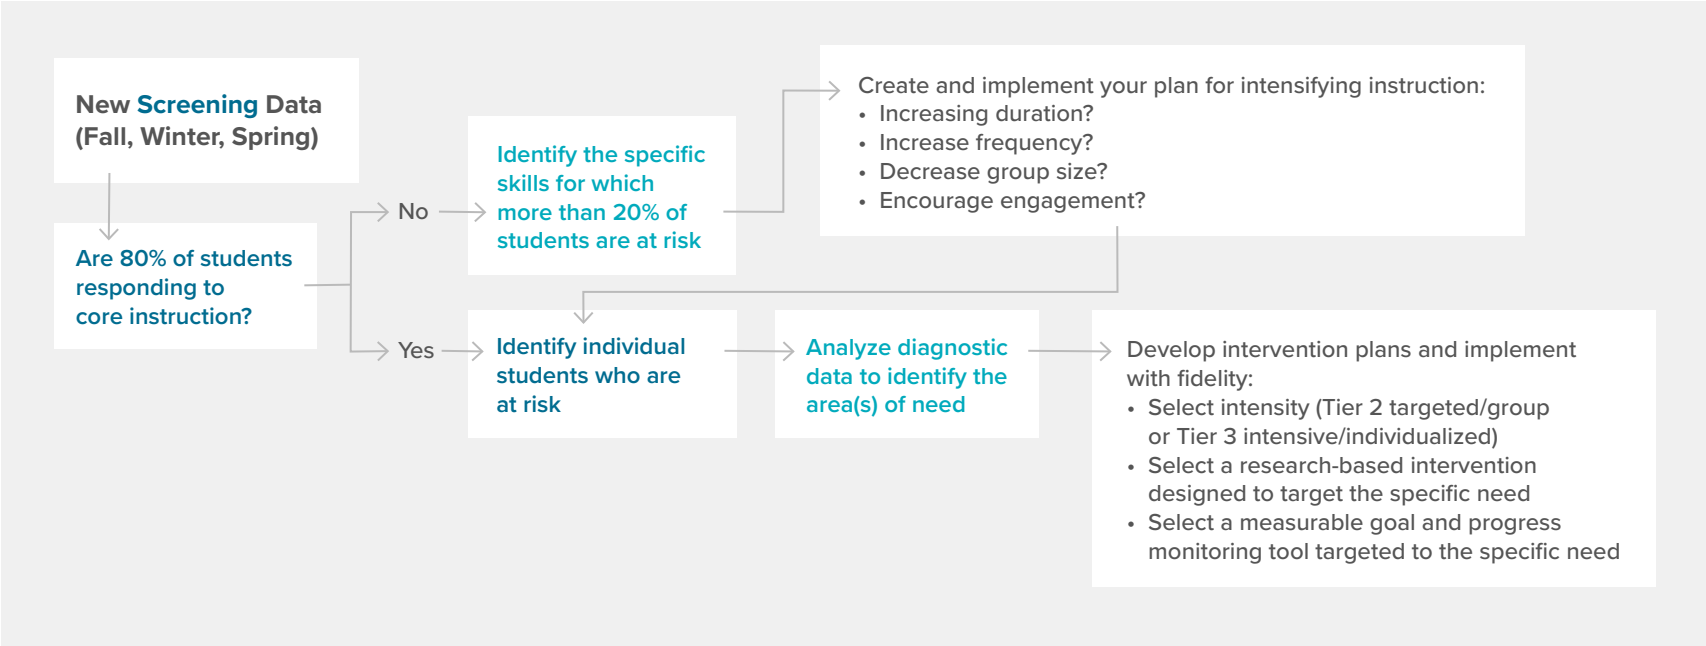 New Screening Data
(Fall, Winter, Spring)
Are 80% of students
responding to
core instruction?
No
Identify the specific
skills for which
more than 20% of
students are at risk
Create and implement your plan for intensifying instruction:
• Increasing duration?
• Increase frequency?
• Decrease group size?
• Encourage engagement?
Yes
Identify individual
students who are
at risk
Analyze diagnostic
data to identify the
area(s) of need
Develop intervention plans and implement
with fidelity:
• Select intensity (Tier 2 targeted/group
or Tier 3 intensive/individualized)
• Select a research-based intervention
designed to target the specific need
• Select a measurable goal and progress
monitoring tool targeted to the specific need